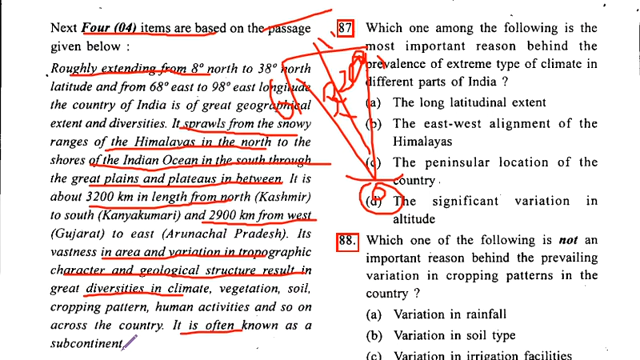 Next Four (04) items are based on the passage
given below :
Roughly extending from 8° north to 38° north
latitude and from 68° east to 98° east longitude
the country of India is of great geographical
extent and diversities. It sprawls from the snowy
ranges of the Himalayas in the north to the
shores of the Indian Ocean in the south through
the great plains and plateaus in between. It is
about 3200 km in length from north (Kashmir)
to south (Kanyakumari) and 2900 km from west
(Gujarat) to east (Arunachal Pradesh). Its
vastness in area and variation in topographic
character and geological structure result in
great diversities in climate, vegetation, soil,
cropping pattern, human activities and so on
across the country. It is often known as a
subcontinent
87 Which one among the following is the
most important reason behind the
prevalence of extreme type of climate in
different parts of India ?
(a) The long latitudinal extent
(b) The east-west alignment of the
Himalayas
(c) The peninsular location of the
country
(d) The significant variation in
altitude
88. Which one of the following is not an
important reason behind the prevailing
variation in cropping patterns in the
country ?
(a) Variation in rainfall
(b) Variation in soil type
(c) Variation in irrigation facilities